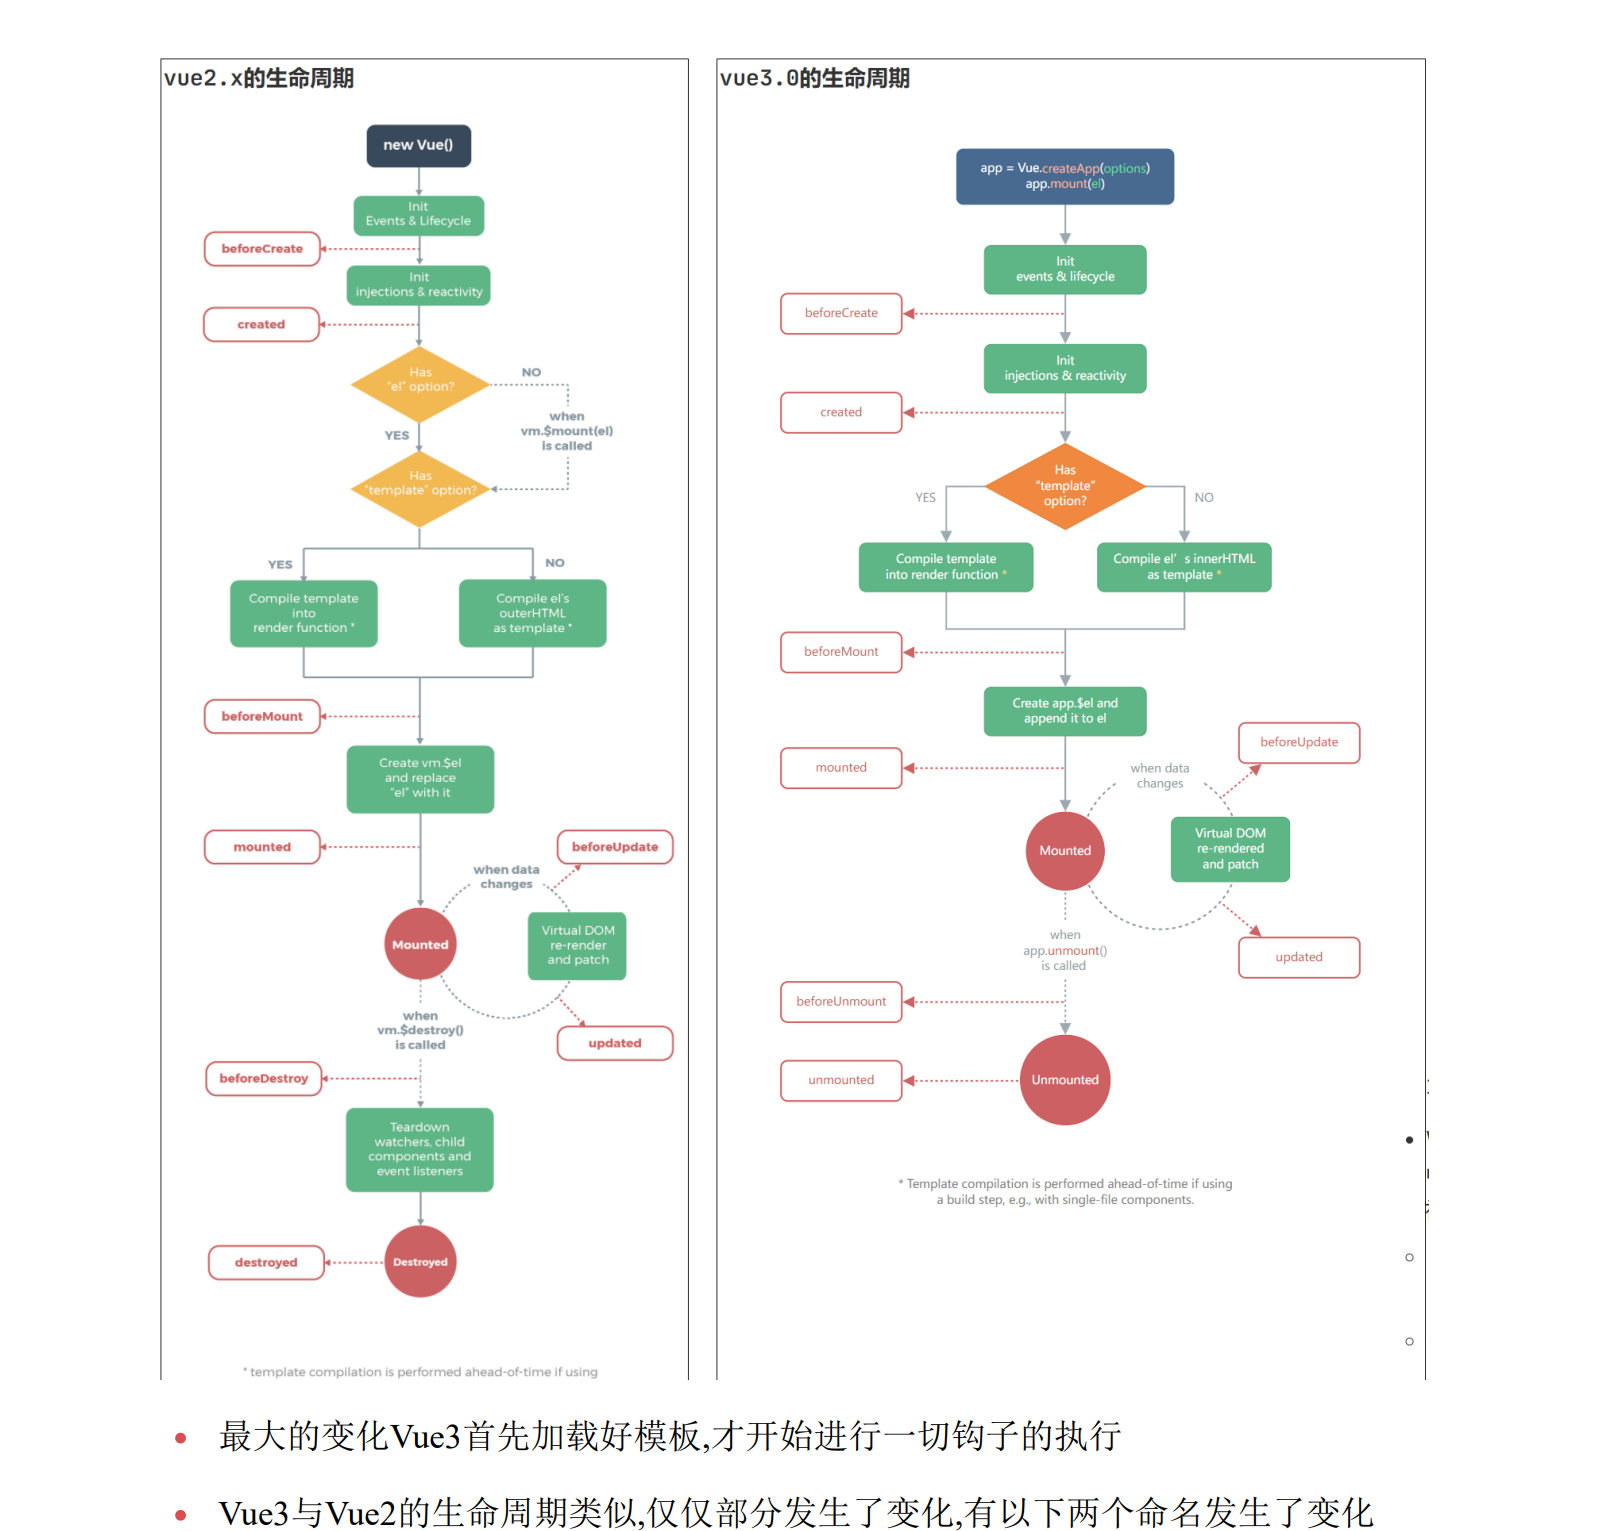 vue2.x的生命周期
new Vue()
Init
Events & Lifecycle
beforeCreate
Init
injections & reactivity
created
Has
"el" option?
NO
when
vm.$mount(el)
is called
YES
Has
"template" option?
YES
NO
Compile template
into
render function *
Compile el's
outerHTML
as template *
beforeMount
Create vm.$el
and replace
"el" with it
mounted
when data
changes
beforeUpdate
Mounted
Virtual DOM
re-render
and patch
when
vm.$destroy()
is called
updated
beforeDestroy
Teardown
watchers, child
components and
event listeners
destroyed
Destroyed
* template compilation is performed ahead-of-time if using
vue3.0的生命周期
app = Vue.createApp(options)
app.mount(el)
Init
events & lifecycle
beforeCreate
Init
injections & reactivity
created
Has
"template"
option?
YES
NO
Compile template
into render function *
Compile el' s innerHTML
as template *
beforeMount
Create app.$el and
append it to el
beforeUpdate
mounted
when data
changes
Mounted
Virtual DOM
re-rendered
and patch
when
app.unmount()
is called
updated
beforeUnmount
unmounted
Unmounted
* Template compilation is performed ahead-of-time if using
a build step, e.g., with single-file components.
最大的变化Vue3首先加载好模板,才开始进行一切钩子的执行
Vue3与Vue2的生命周期类似,仅仅部分发生了变化,有以下两个命名发生了变化